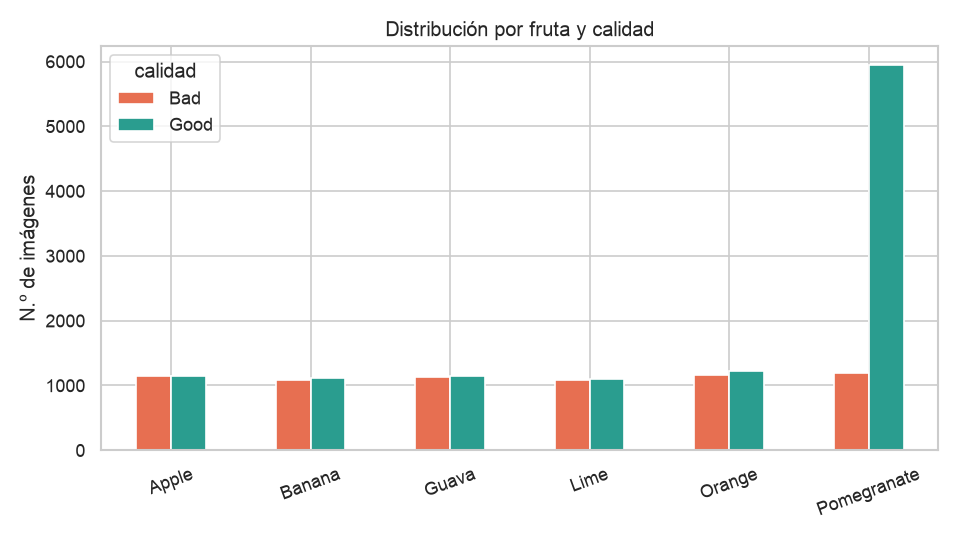 Distribución por fruta y calidad
calidad
Bad
Good
N.º de imágenes
6000
5000
4000
3000
2000
1000
0
Apple
Banana
Guava
Lime
Orange
Pomegranate